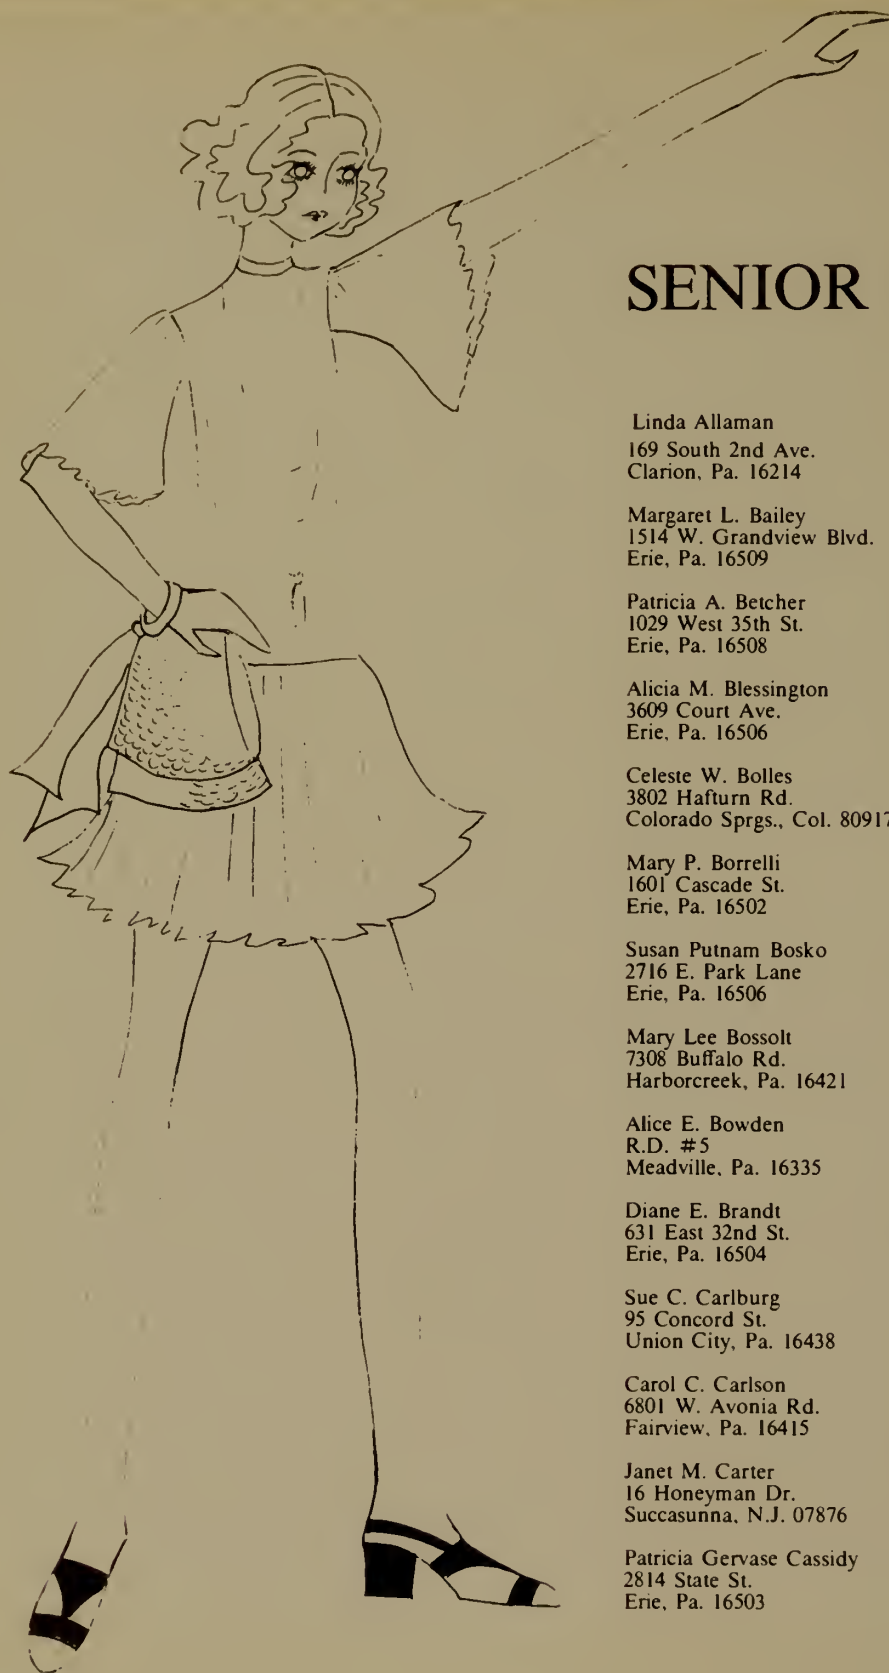 SENIOR
Linda Allaman
169 South 2nd Ave.
Clarion, Pa. 16214
Margaret L. Bailey
1514 W. Grandview Blvd.
Erie, Pa. 16509
Patricia A. Betcher
1029 West 35th St.
Erie, Pa. 16508
Alicia M. Blessington
3609 Court Ave.
Erie, Pa. 16506
Celeste W. Bolles
3802 Hafturn Rd.
Colorado Sprgs., Col. 80917
Mary P. Borrelli
1601 Cascade St.
Erie, Pa. 16502
Susan Putnam Bosko
2716 E. Park Lane
Erie, Pa. 16506
Mary Lee Bossolt
7308 Buffalo Rd.
Harborcreek, Pa. 16421
Alice E. Bowden
R.D. #5
Meadville, Pa. 16335
Diane E. Brandt
631 East 32nd St.
Erie, Pa. 16504
Sue C. Carlburg
95 Concord St.
Union City, Pa. 16438
Carol C. Carlson
6801 W. Avonia Rd.
Fairview, Pa. 16415
Janet M. Carter
16 Honeyman Dr.
Succasunna, N.J. 07876
Patricia Gervase Cassidy
2814 State St.
Erie, Pa. 16503